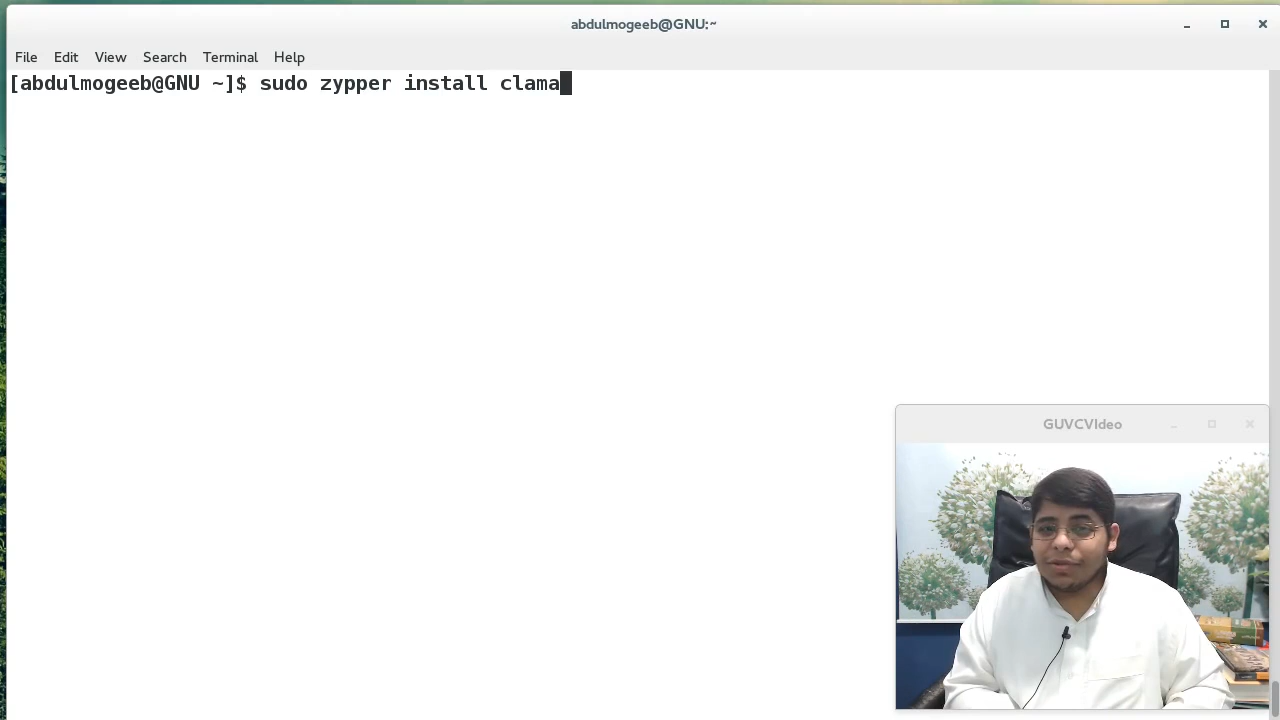 abdulmogeeb@GNU:~
File Edit View Search Terminal Help
[abdulmogeeb@GNU ~]$ sudo zypper install clama
GUVCVIdeo